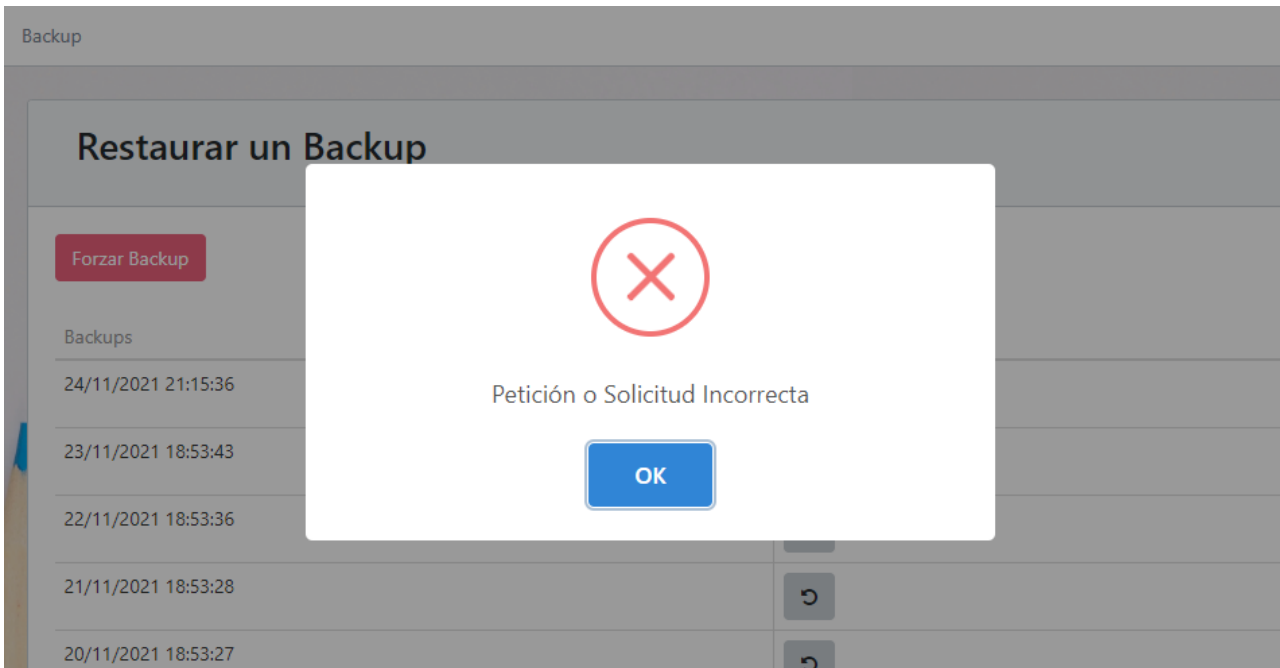 Backup
Restaurar un Backup
Forzar Backup
Backups
24/11/2021 21:15:36
23/11/2021 18:53:43
22/11/2021 18:53:36
21/11/2021 18:53:28
20/11/2021 18:53:27
Petición o Solicitud Incorrecta
OK